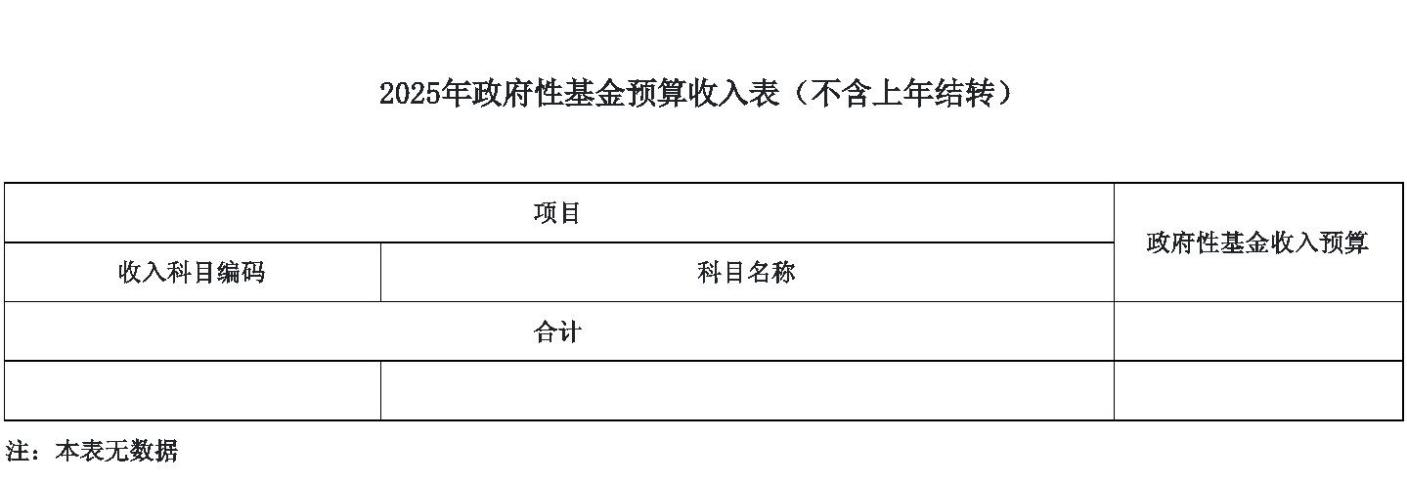 2025年政府性基金预算收入表（不含上年结转）
项目
政府性基金收入预算
收入科目编码
科目名称
合计
注：本表无数据